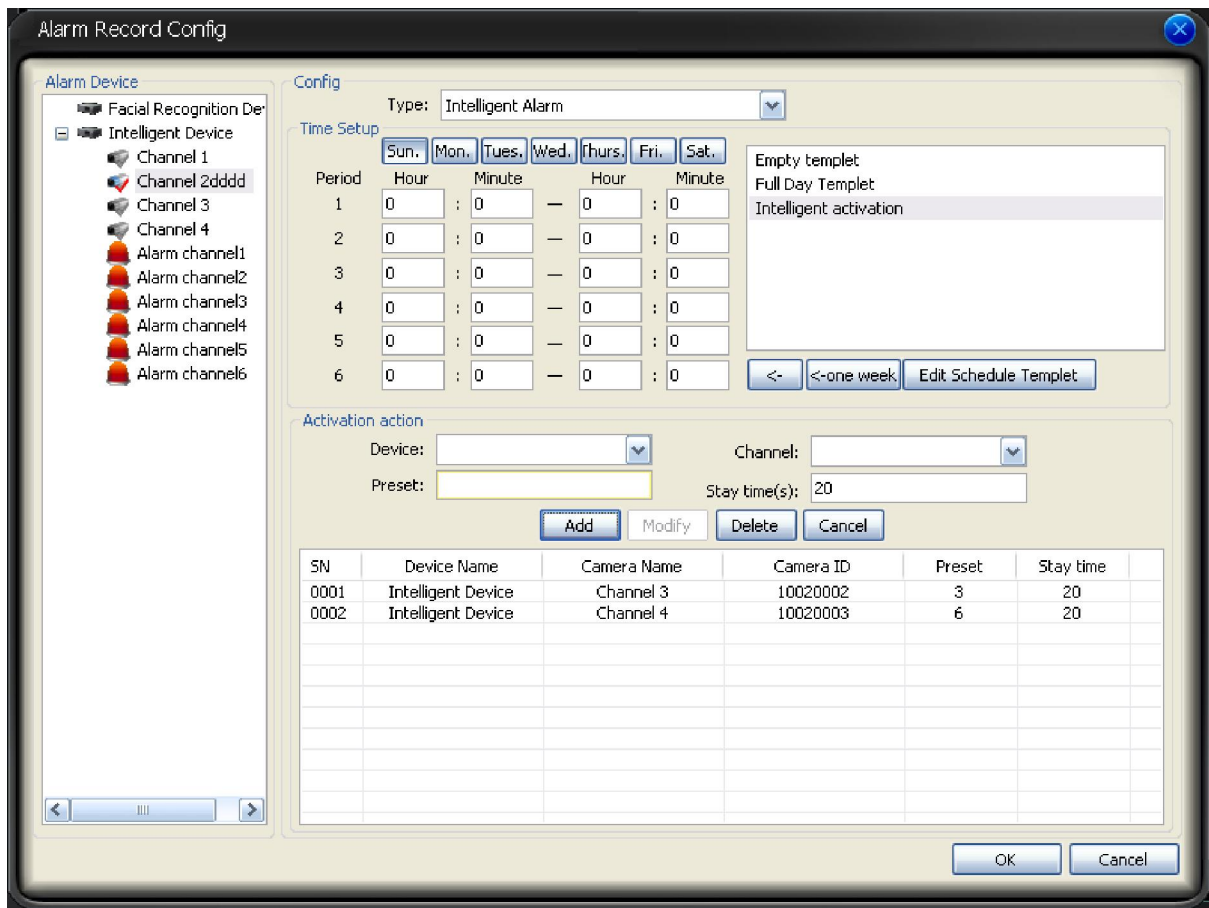 Alarm Record Config
Alarm Device
Facial Recognition De
Intelligent Device
Channel 1
Channel 2dddd
Channel 3
Channel 4
Alarm channel1
Alarm channel2
Alarm channel3
Alarm channel4
Alarm channel5
Alarm channel6
Config
Type: Intelligent Alarm
Time Setup
Sun. Mon. Tues. Wed. Thurs. Fri. Sat.
Period Hour Minute Hour Minute
1 0 : 0 — 0 : 0
2 0 : 0 — 0 : 0
3 0 : 0 — 0 : 0
4 0 : 0 — 0 : 0
5 0 : 0 — 0 : 0
6 0 : 0 — 0 : 0
Empty templet
Full Day Templet
Intelligent activation
<- <-one week Edit Schedule Templet
Activation action
Device: Channel:
Preset: Stay time(s): 20
Add Modify Delete Cancel
SN Device Name Camera Name Camera ID Preset Stay time
0001 Intelligent Device Channel 3 10020002 3 20
0002 Intelligent Device Channel 4 10020003 6 20
OK Cancel